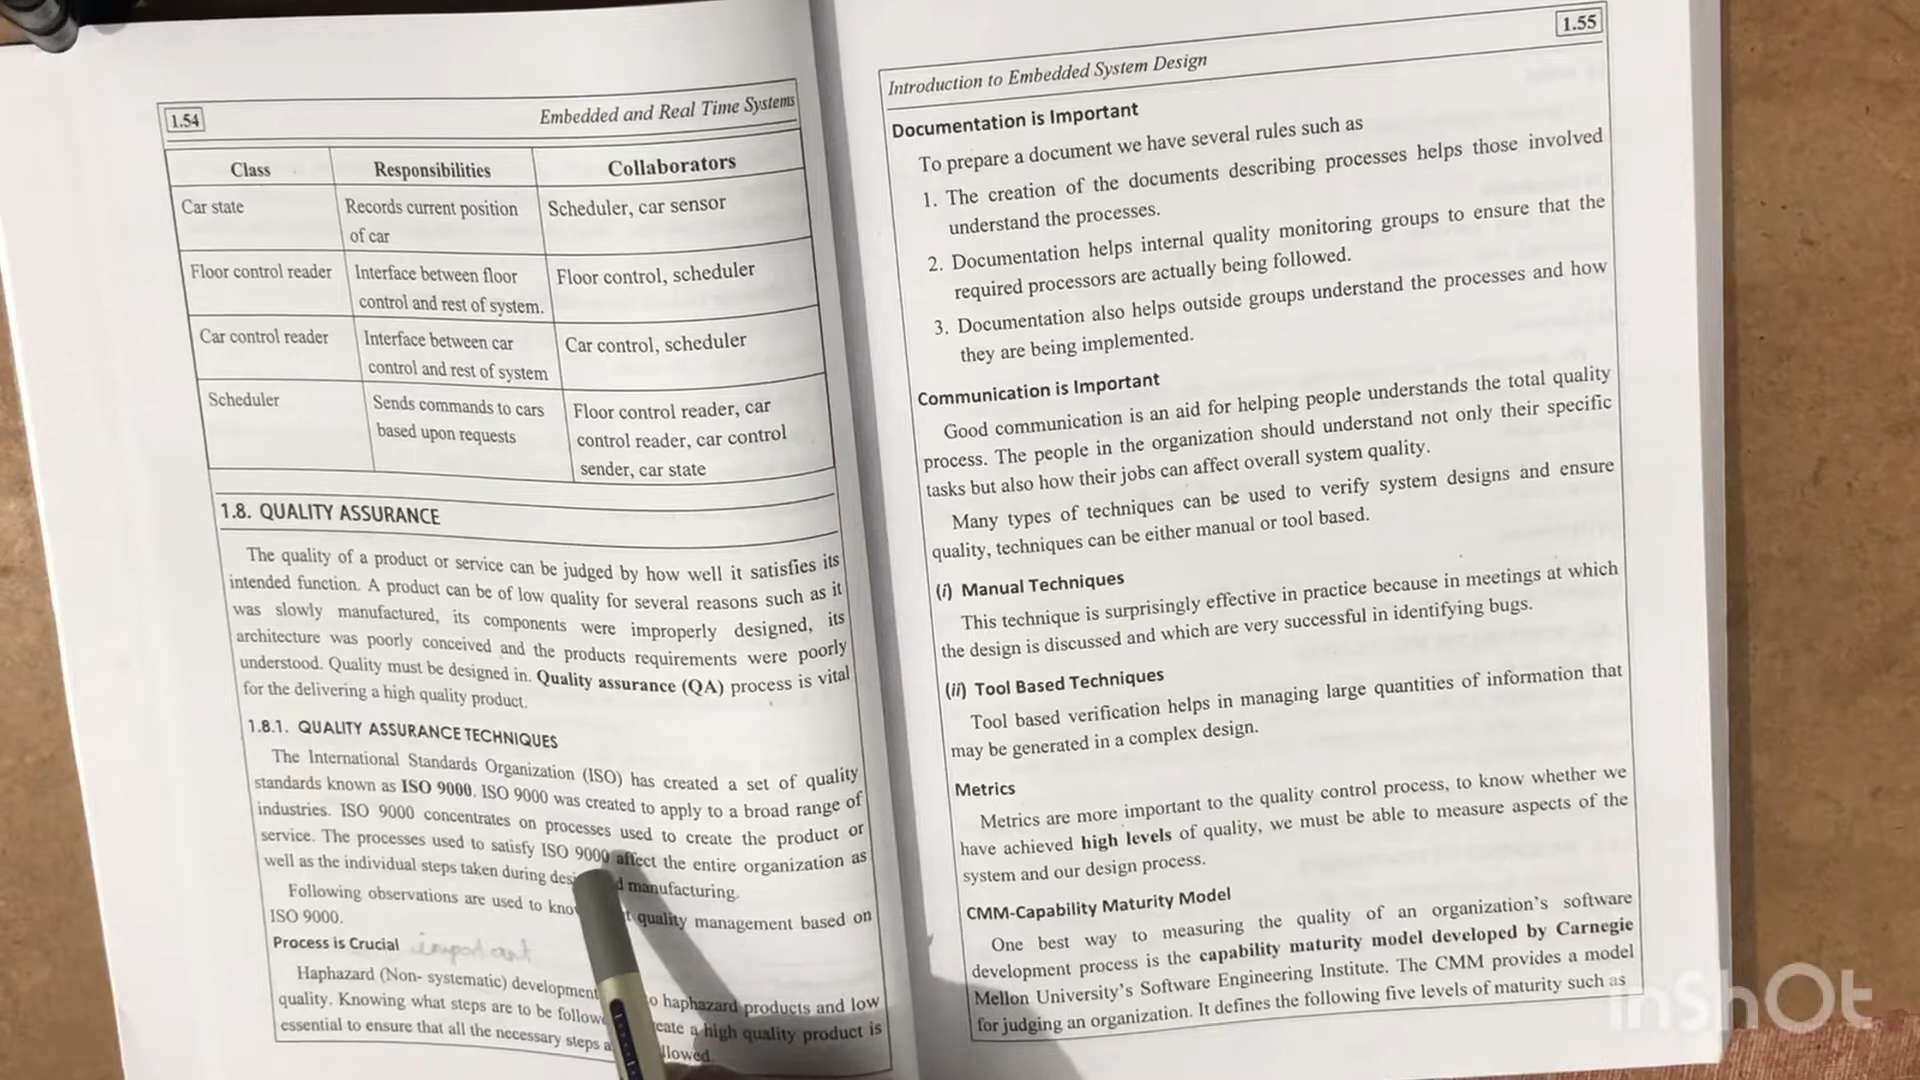 1.54
Embedded and Real Time Systems
Class Responsibilities Collaborators
Car state Records current position of car Scheduler, car sensor
Floor control reader Interface between floor control and rest of system. Floor control, scheduler
Car control reader Interface between car control and rest of system Car control, scheduler
Scheduler Sends commands to cars based upon requests Floor control reader, car control reader, car control sender, car state
1.8. QUALITY ASSURANCE
The quality of a product or service can be judged by how well it satisfies its
intended function. A product can be of low quality for several reasons such as it
was slowly manufactured, its components were improperly designed, its
architecture was poorly conceived and the products requirements were poorly
understood. Quality must be designed in. Quality assurance (QA) process is vital
for the delivering a high quality product.
1.8.1. QUALITY ASSURANCE TECHNIQUES
The International Standards Organization (ISO) has created a set of quality
standards known as ISO 9000. ISO 9000 was created to apply to a broad range of
industries. ISO 9000 concentrates on processes used to create the product or
service. The processes used to satisfy ISO 9000 affect the entire organization as
well as the individual steps taken during manufacturing.
Following observations are used to quality management based on
ISO 9000.
Process is Crucial important
Haphazard (Non- systematic) development haphazard products and low
quality. Knowing what steps are to be a high quality product is
essential to ensure that all the necessary steps
Introduction to Embedded System Design
1.55
Documentation is Important
To prepare a document we have several rules such as
1. The creation of the documents describing processes helps those involved
understand the processes.
2. Documentation helps internal quality monitoring groups to ensure that the
required processors are actually being followed.
3. Documentation also helps outside groups understand the processes and how
they are being implemented.
Communication is Important
Good communication is an aid for helping people understands the total quality
process. The people in the organization should understand not only their specific
tasks but also how their jobs can affect overall system quality.
Many types of techniques can be used to verify system designs and ensure
quality, techniques can be either manual or tool based.
(i) Manual Techniques
This technique is surprisingly effective in practice because in meetings at which
the design is discussed and which are very successful in identifying bugs.
(ii) Tool Based Techniques
Tool based verification helps in managing large quantities of information that
may be generated in a complex design.
Metrics
Metrics are more important to the quality control process, to know whether we
have achieved high levels of quality, we must be able to measure aspects of the
system and our design process.
CMM-Capability Maturity Model
One best way to measuring the quality of an organization's software
development process is the capability maturity model developed by Carnegie
Mellon University's Software Engineering Institute. The CMM provides a model
for judging an organization. It defines the following five levels of maturity such as
InShOt